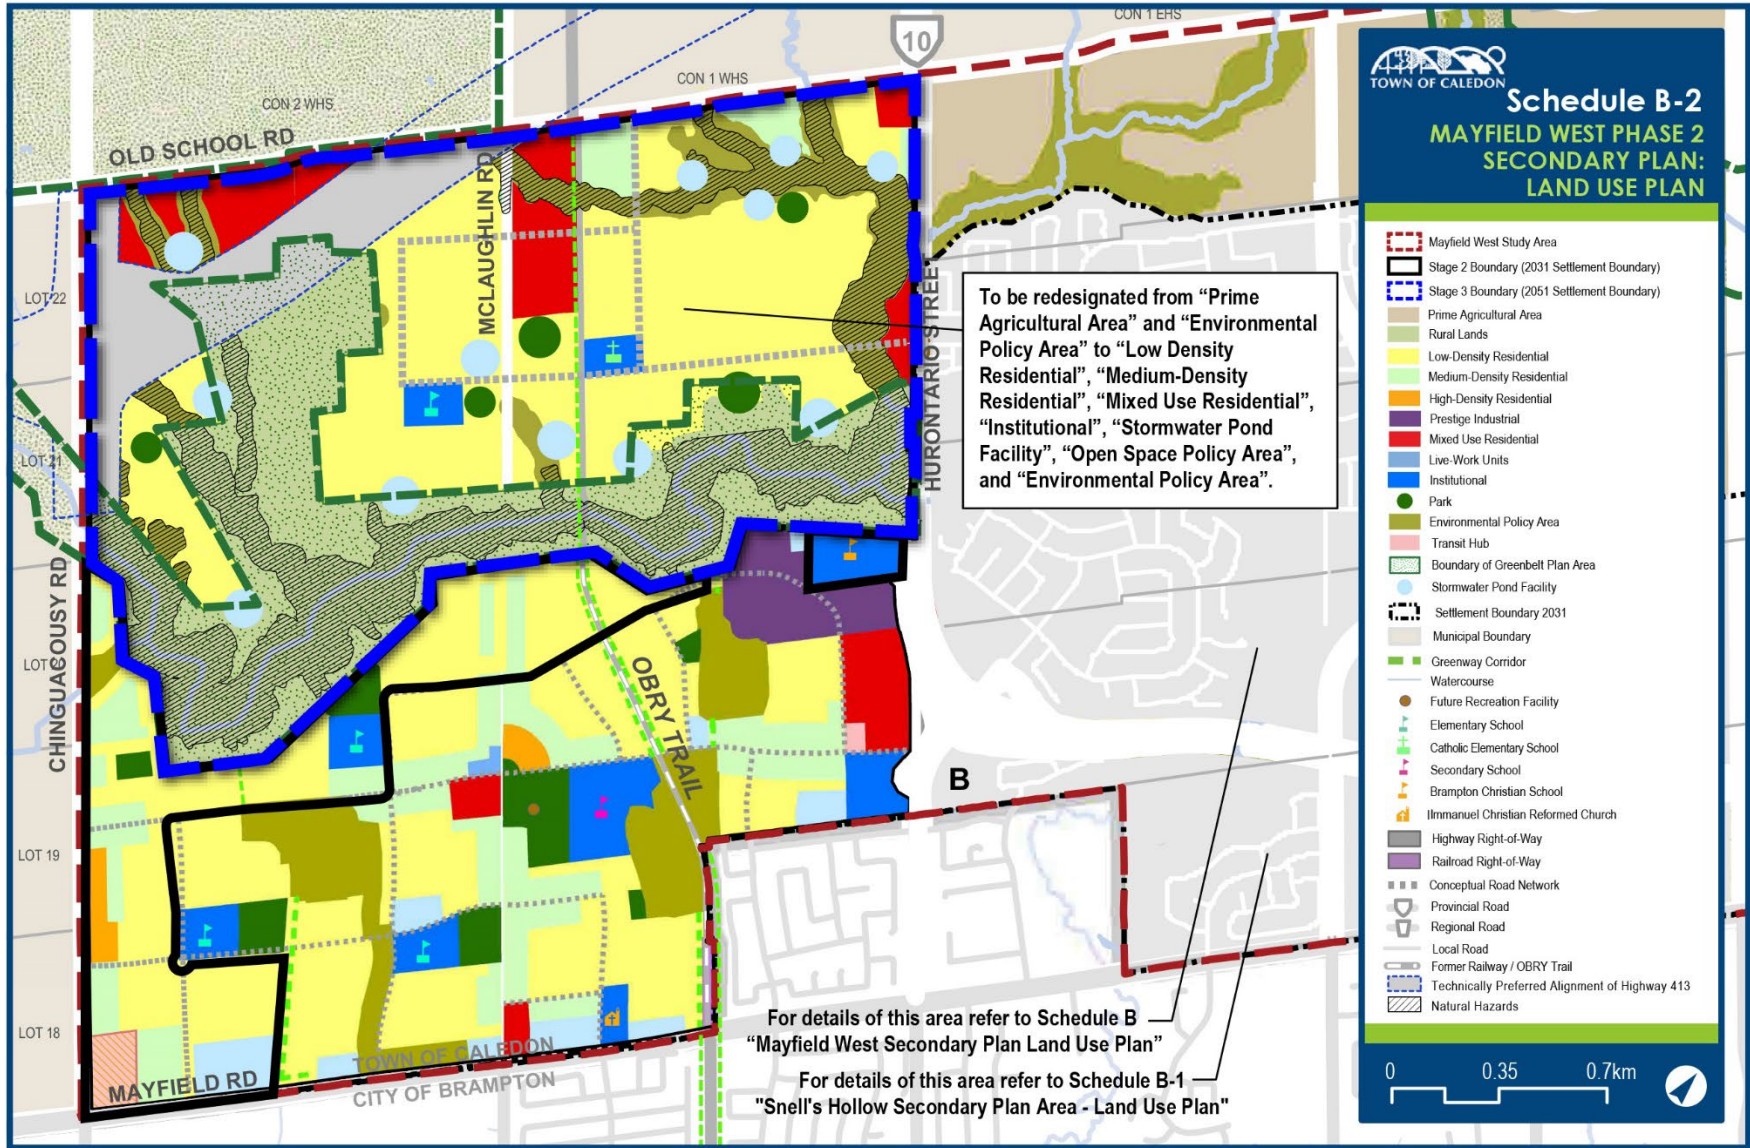 CON 1 EHS
10
CON 1 WHS
CON 2 WHS
OLD SCHOOL RD
MCLAUGHLIN RD
LOT 22
HURONTARIO STREET
To be redesignated from “Prime
Agricultural Area” and “Environmental
Policy Area” to “Low Density
Residential”, “Medium-Density
Residential”, “Mixed Use Residential”,
“Institutional”, “Stormwater Pond
Facility”, “Open Space Policy Area”,
and “Environmental Policy Area”.
LOT 21
CHINGUACOUSY RD
LOT
OBRY TRAIL
B
LOT 19
LOT 18
MAYFIELD RD
TOWN OF CALEDON
CITY OF BRAMPTON
For details of this area refer to Schedule B
“Mayfield West Secondary Plan Land Use Plan”
For details of this area refer to Schedule B-1
"Snell's Hollow Secondary Plan Area - Land Use Plan"
TOWN OF CALEDON
Schedule B-2
MAYFIELD WEST PHASE 2
SECONDARY PLAN:
LAND USE PLAN
Mayfield West Study Area
Stage 2 Boundary (2031 Settlement Boundary)
Stage 3 Boundary (2051 Settlement Boundary)
Prime Agricultural Area
Rural Lands
Low-Density Residential
Medium-Density Residential
High-Density Residential
Prestige Industrial
Mixed Use Residential
Live-Work Units
Institutional
Park
Environmental Policy Area
Transit Hub
Boundary of Greenbelt Plan Area
Stormwater Pond Facility
Settlement Boundary 2031
Municipal Boundary
Greenway Corridor
Watercourse
Future Recreation Facility
Elementary School
Catholic Elementary School
Secondary School
Brampton Christian School
Ilmmanuel Christian Reformed Church
Highway Right-of-Way
Railroad Right-of-Way
Conceptual Road Network
Provincial Road
Regional Road
Local Road
Former Railway / OBRY Trail
Technically Preferred Alignment of Highway 413
Natural Hazards
0 0.35 0.7km